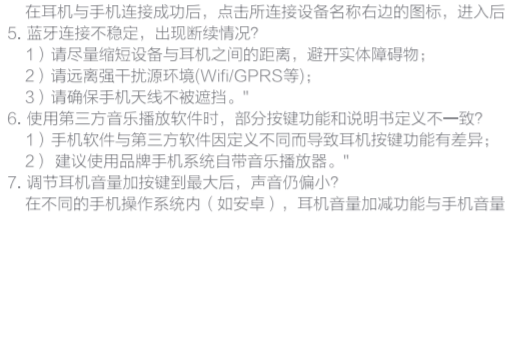 在耳机与手机连接成功后，点击所连接设备名称右边的图标，进入后
5. 蓝牙连接不稳定，出现断续情况?
1）请尽量缩短设备与耳机之间的距离，避开实体障碍物；
2）请远离强干扰源环境(Wifi/GPRS等)；
3）请确保手机天线不被遮挡。"
6. 使用第三方音乐播放软件时，部分按键功能和说明书定义不一致?
1）手机软件与第三方软件因定义不同而导致耳机按键功能有差异；
2） 建议使用品牌手机系统自带音乐播放器。"
7. 调节耳机音量加按键到最大后，声音仍偏小?
在不同的手机操作系统内（如安卓），耳机音量加减功能与手机音量